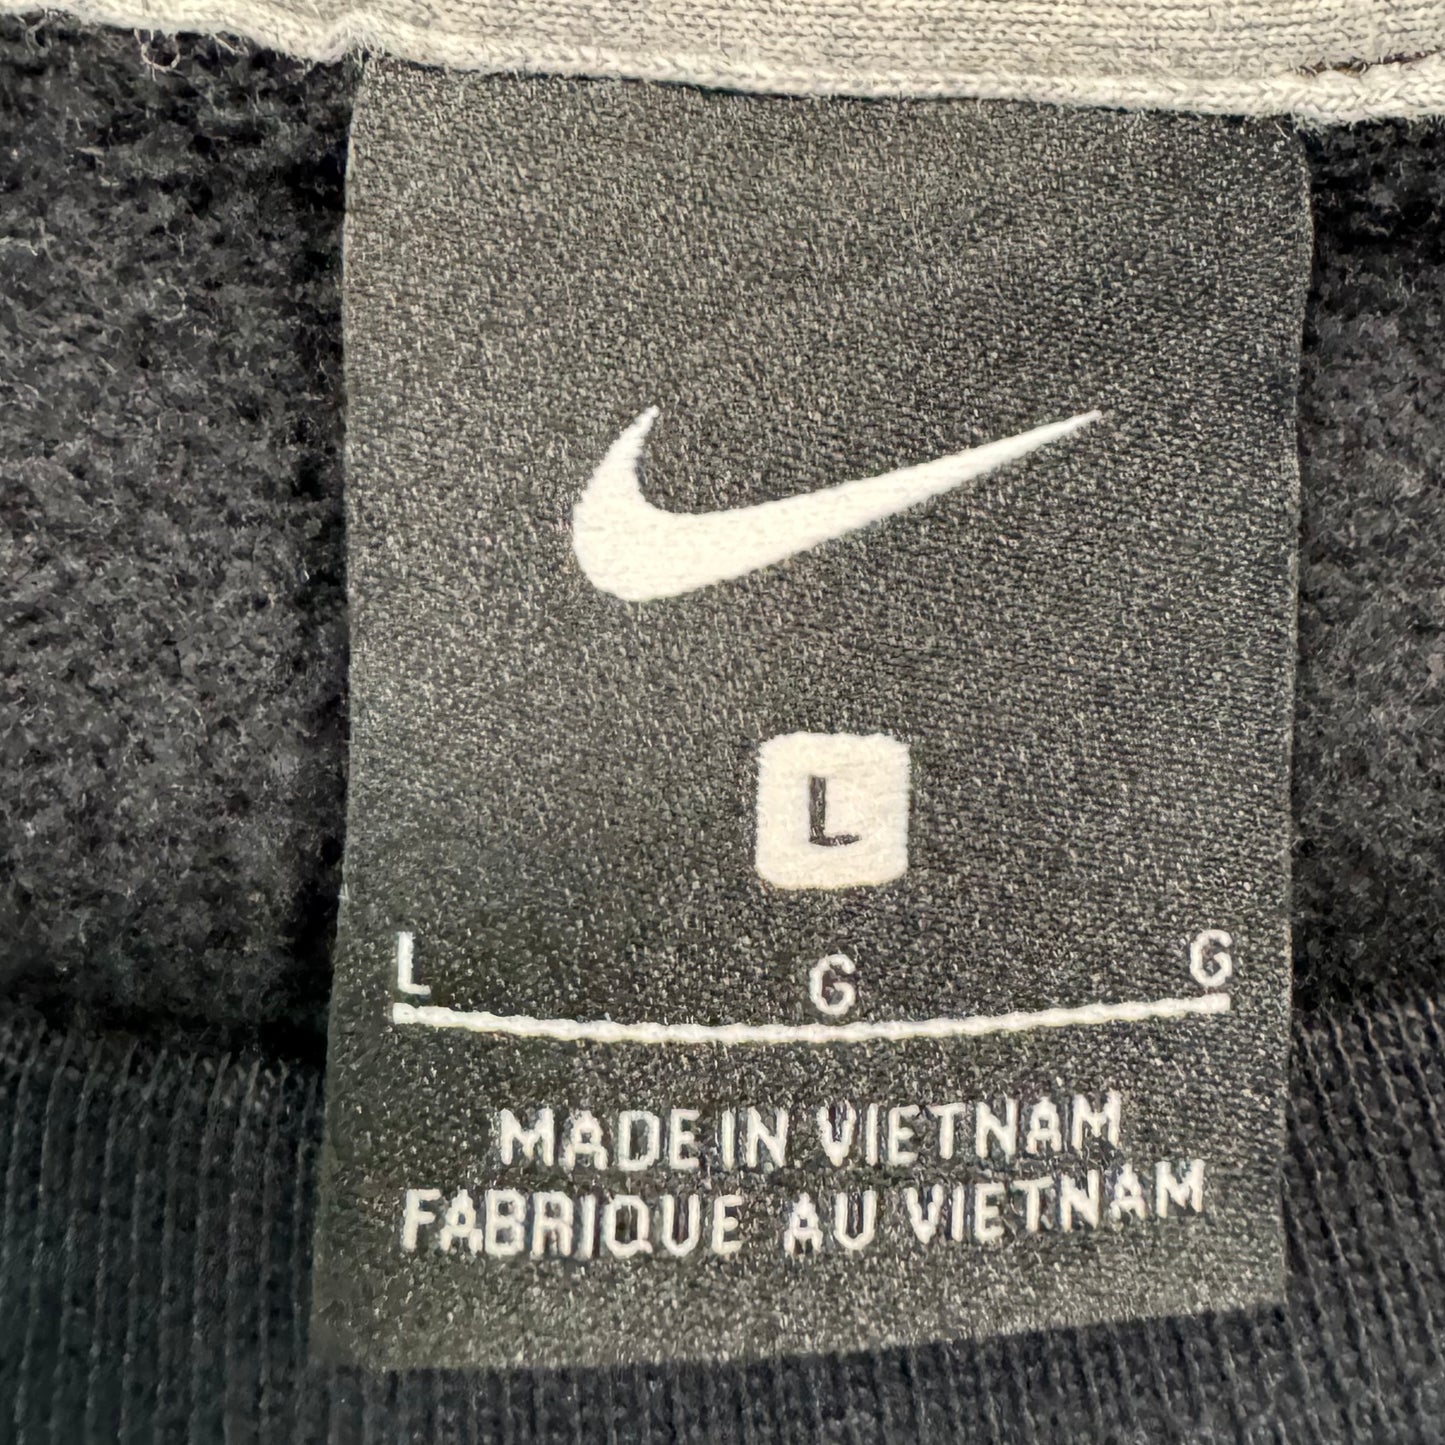 L
L G G
MADE IN VIETNAM
FABRIQUE AU VIETNAM